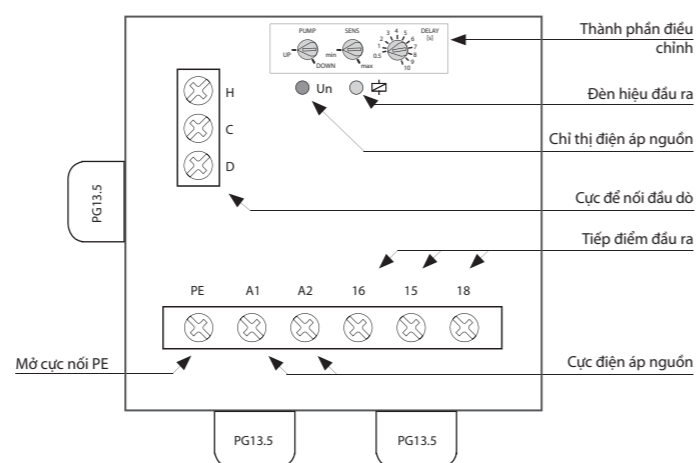 PUMP
SENS
DELAY
[s]
UP
DOWN
min
max
0.5
1
2
3
4
5
6
7
8
9
10
Thành phần điều
chỉnh
Un
Đèn hiệu đầu ra
Chỉ thị điện áp nguồn
H
C
D
PG13.5
Cực để nối đầu dò
Tiếp điểm đầu ra
PE A1 A2 16 15 18
Mở cực nối PE
Cực điện áp nguồn
PG13.5
PG13.5